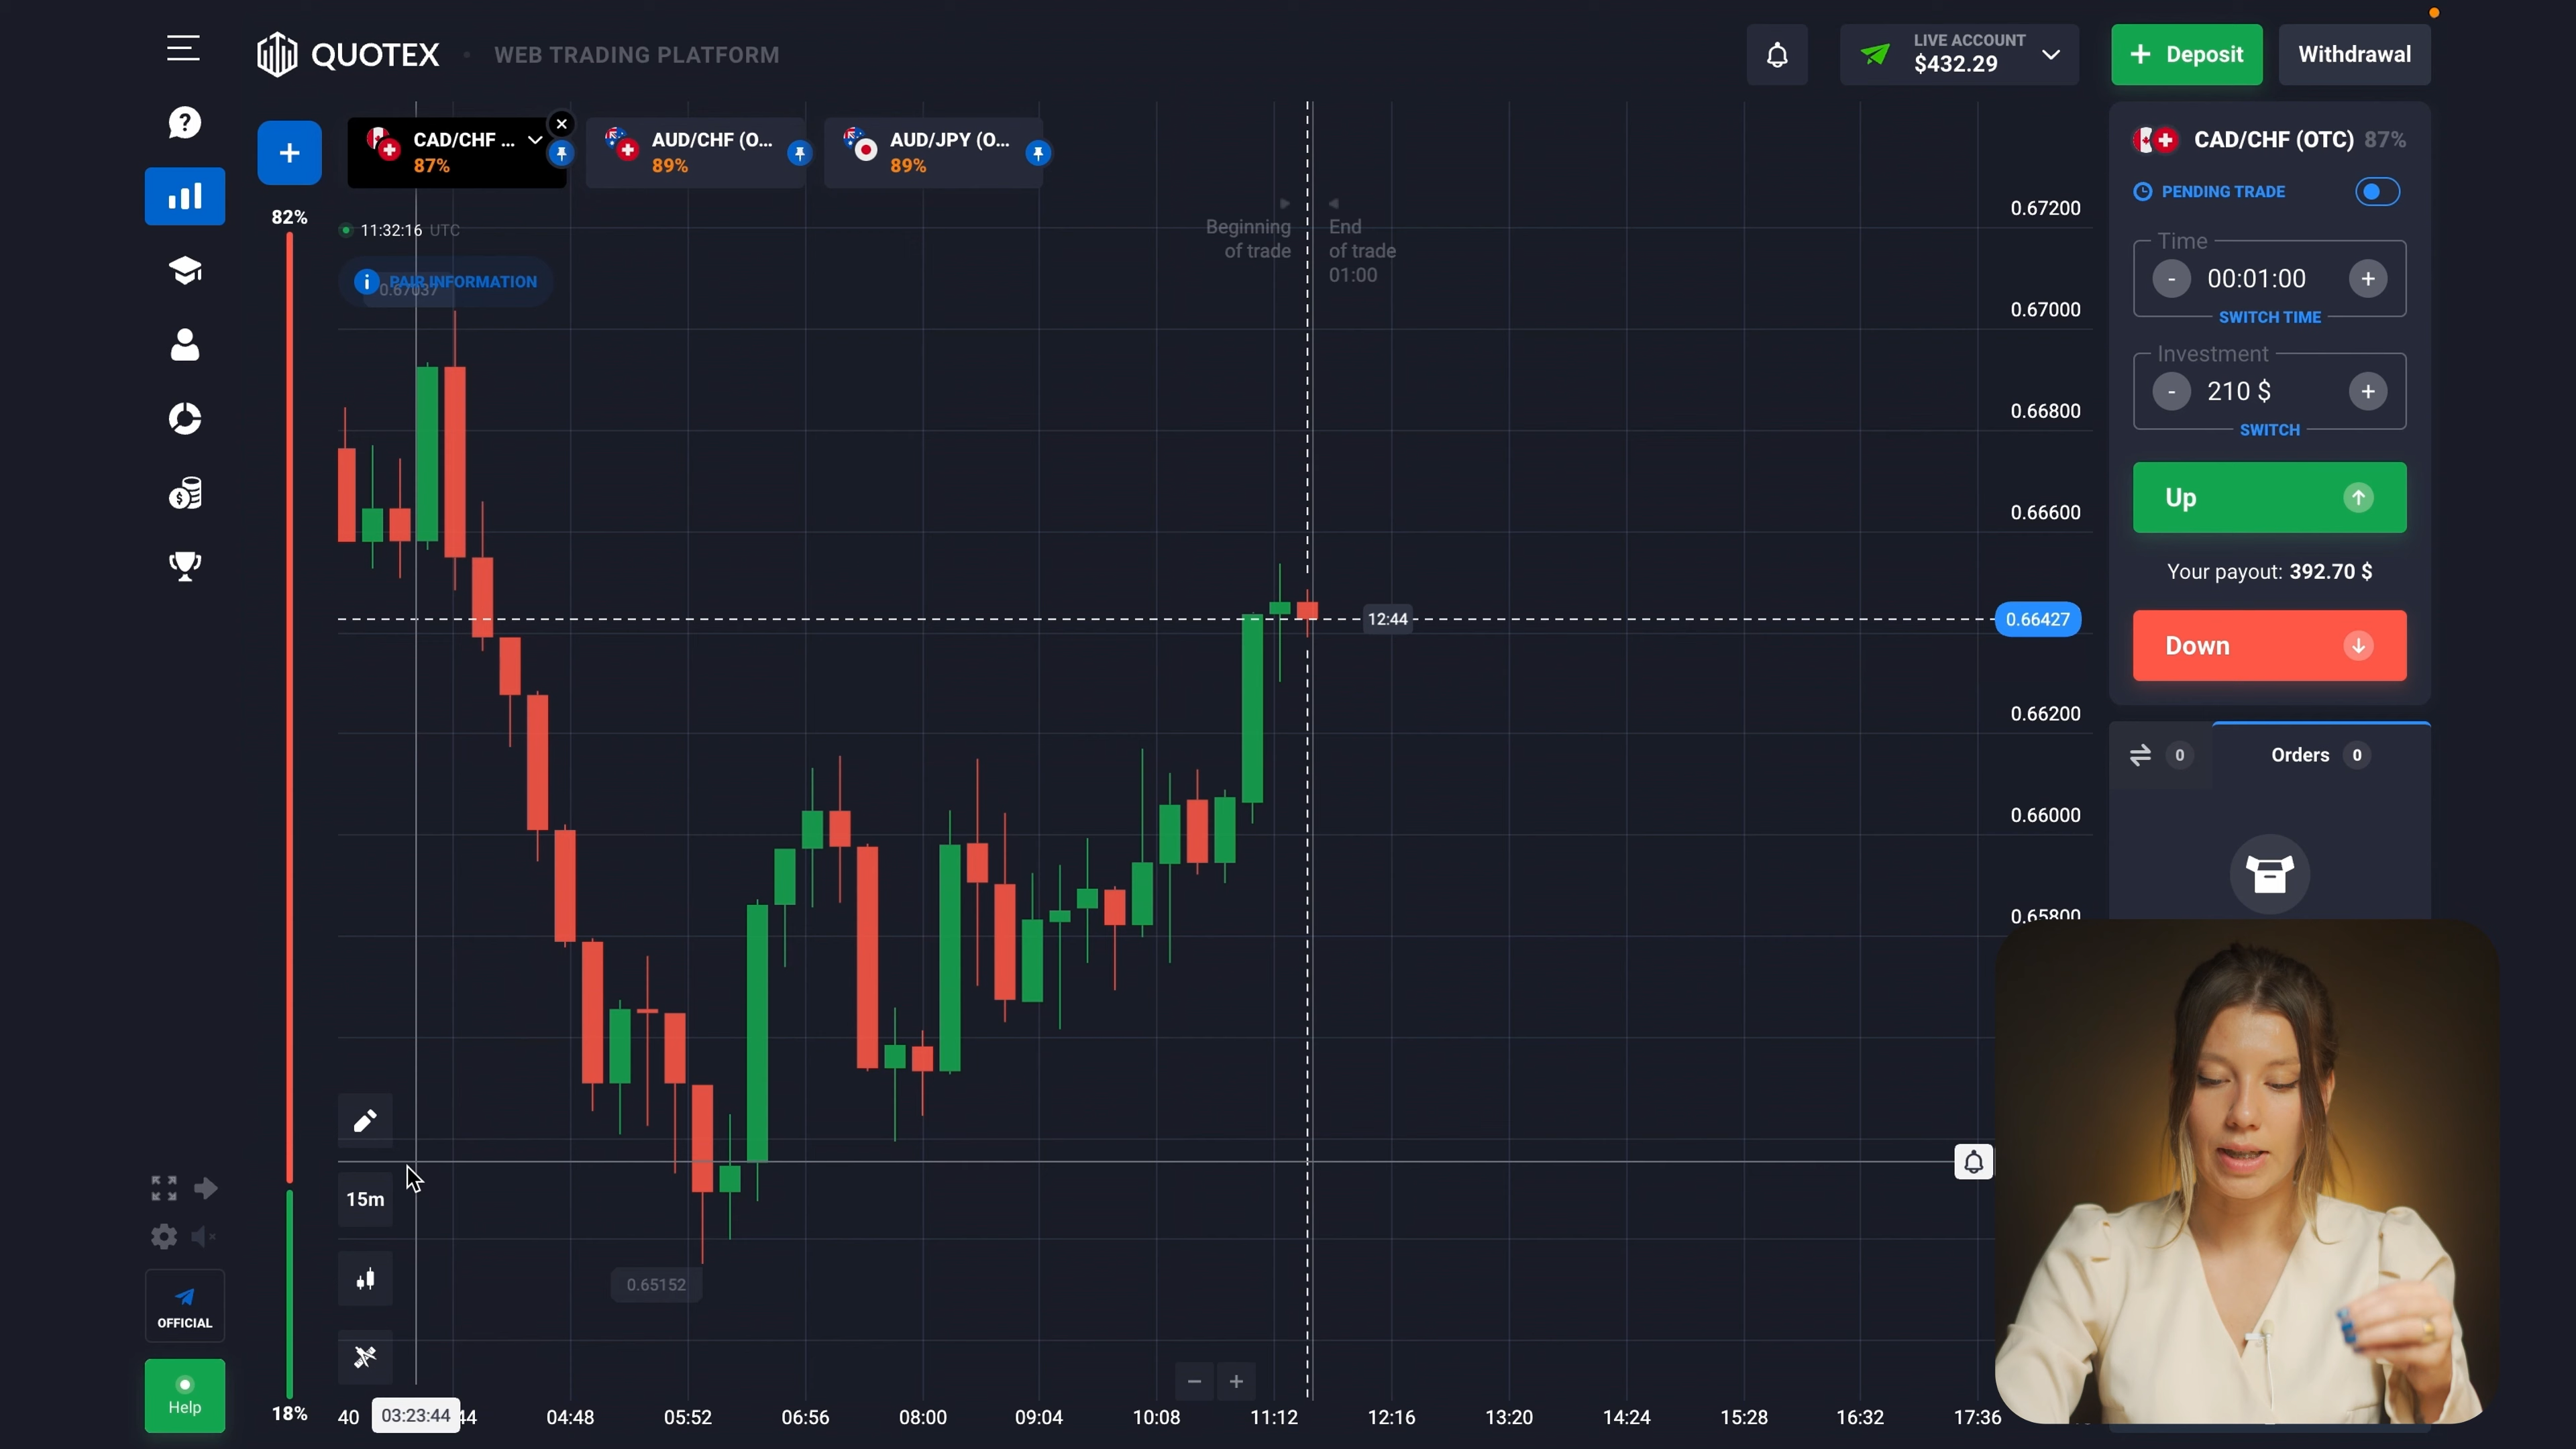 QUOTEX
WEB TRADING PLATFORM
LIVE ACCOUNT
$432.29
+ Deposit
Withdrawal
?
+
CAD/CHF ...
87%
AUD/CHF (O...
89%
AUD/JPY (O...
89%
82%
11:32:16 UTC
PAIR INFORMATION
0.67037
Beginning
of trade
End
of trade
01:00
0.67200
0.67000
0.66800
0.66600
0.66427
0.66200
0.66000
0.65800
12:44
0.65152
CAD/CHF (OTC) 87%
PENDING TRADE
Time
- 00:01:00 +
SWITCH TIME
Investment
- 210 $ +
SWITCH
Up
Your payout: 392.70 $
Down
0
Orders 0
15m
OFFICIAL
Help
18%
40
03:23:44
44
04:48
05:52
06:56
08:00
09:04
10:08
11:12
12:16
13:20
14:24
15:28
16:32
17:36